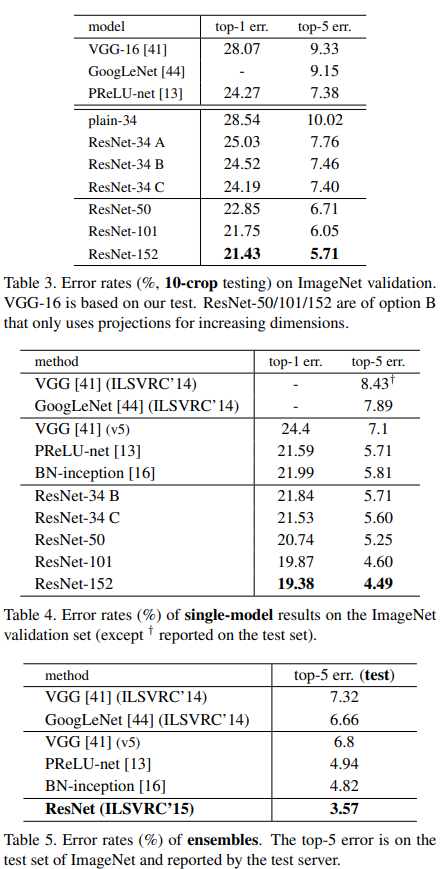 model top-1 err. top-5 err.
VGG-16 [41] 28.07 9.33
GoogLeNet [44] - 9.15
PReLU-net [13] 24.27 7.38
plain-34 28.54 10.02
ResNet-34 A 25.03 7.76
ResNet-34 B 24.52 7.46
ResNet-34 C 24.19 7.40
ResNet-50 22.85 6.71
ResNet-101 21.75 6.05
ResNet-152 21.43 5.71
Table 3. Error rates (%, 10-crop testing) on ImageNet validation.
VGG-16 is based on our test. ResNet-50/101/152 are of option B
that only uses projections for increasing dimensions.
method top-1 err. top-5 err.
VGG [41] (ILSVRC'14) - 8.43†
GoogLeNet [44] (ILSVRC'14) - 7.89
VGG [41] (v5) 24.4 7.1
PReLU-net [13] 21.59 5.71
BN-inception [16] 21.99 5.81
ResNet-34 B 21.84 5.71
ResNet-34 C 21.53 5.60
ResNet-50 20.74 5.25
ResNet-101 19.87 4.60
ResNet-152 19.38 4.49
Table 4. Error rates (%) of single-model results on the ImageNet
validation set (except † reported on the test set).
method top-5 err. (test)
VGG [41] (ILSVRC'14) 7.32
GoogLeNet [44] (ILSVRC'14) 6.66
VGG [41] (v5) 6.8
PReLU-net [13] 4.94
BN-inception [16] 4.82
ResNet (ILSVRC'15) 3.57
Table 5. Error rates (%) of ensembles. The top-5 error is on the
test set of ImageNet and reported by the test server.